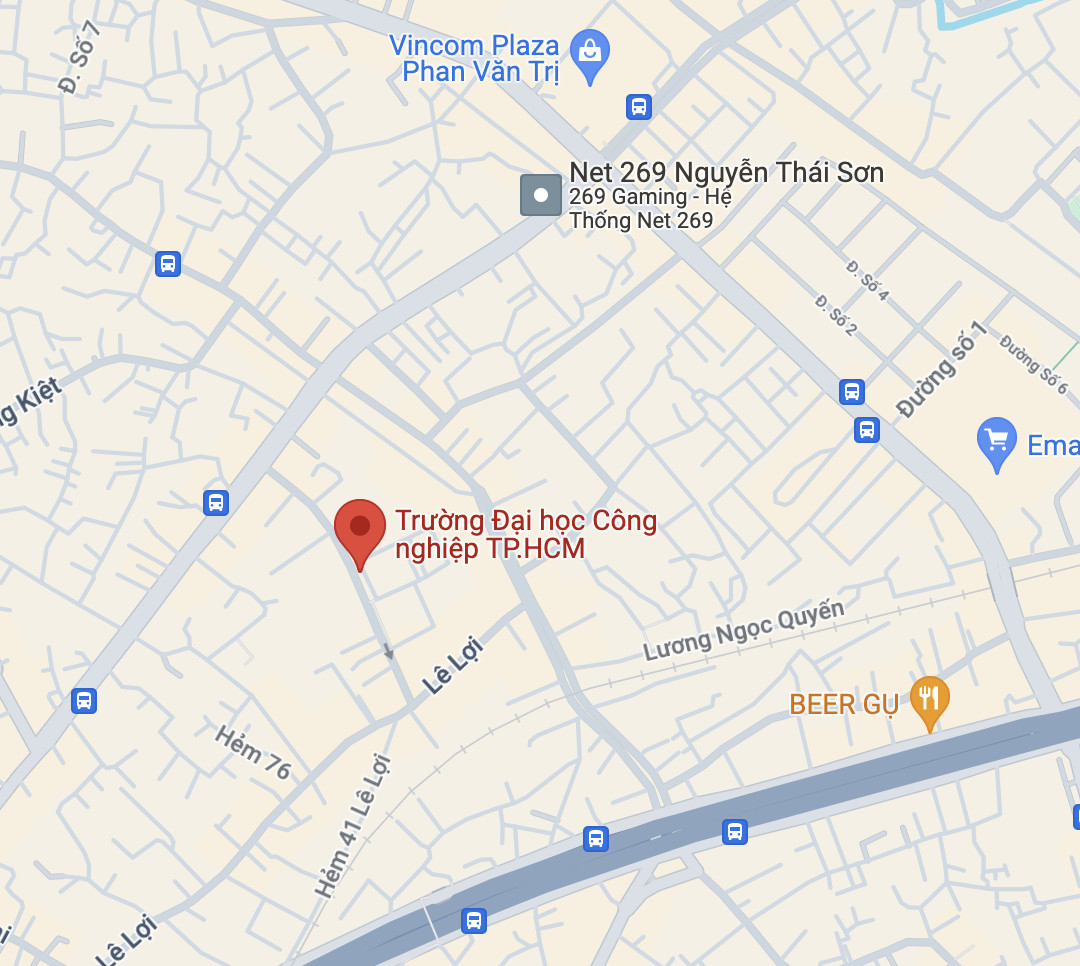 Đ. Số 7
Vincom Plaza
Phan Văn Trị
Net 269 Nguyễn Thái Sơn
269 Gaming - Hệ
Thống Net 269
Đ. Số 4
Đ. Số 2
Đường số 1
Đường Số 6
ng Kiệt
Ema
Trường Đại học Công
nghiệp TP.HCM
Lương Ngọc Quyến
Lê Lợi
BEER GỤ
Hẻm 76
Hẻm 41 Lê Lợi
Lê Lợi